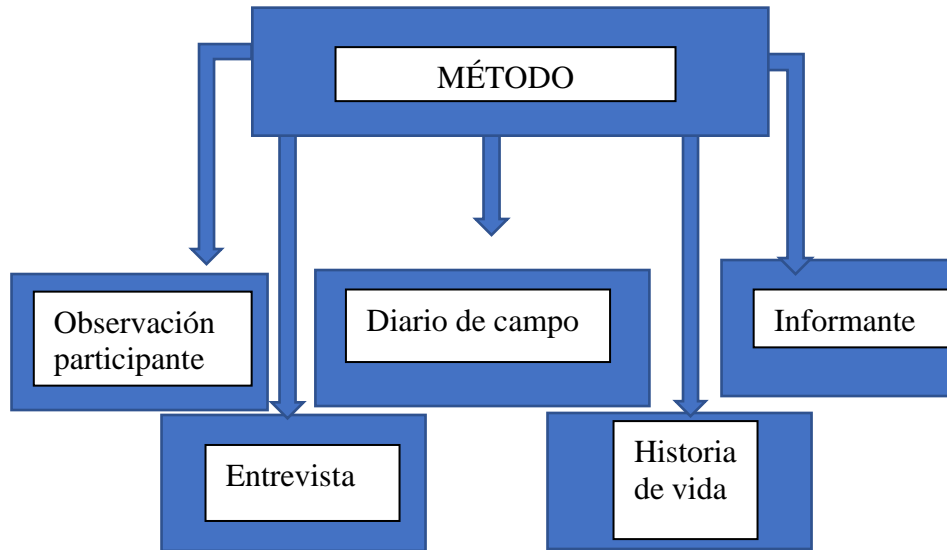 MÉTODO
Observación
participante
Diario de campo
Informante
Entrevista
Historia
de vida